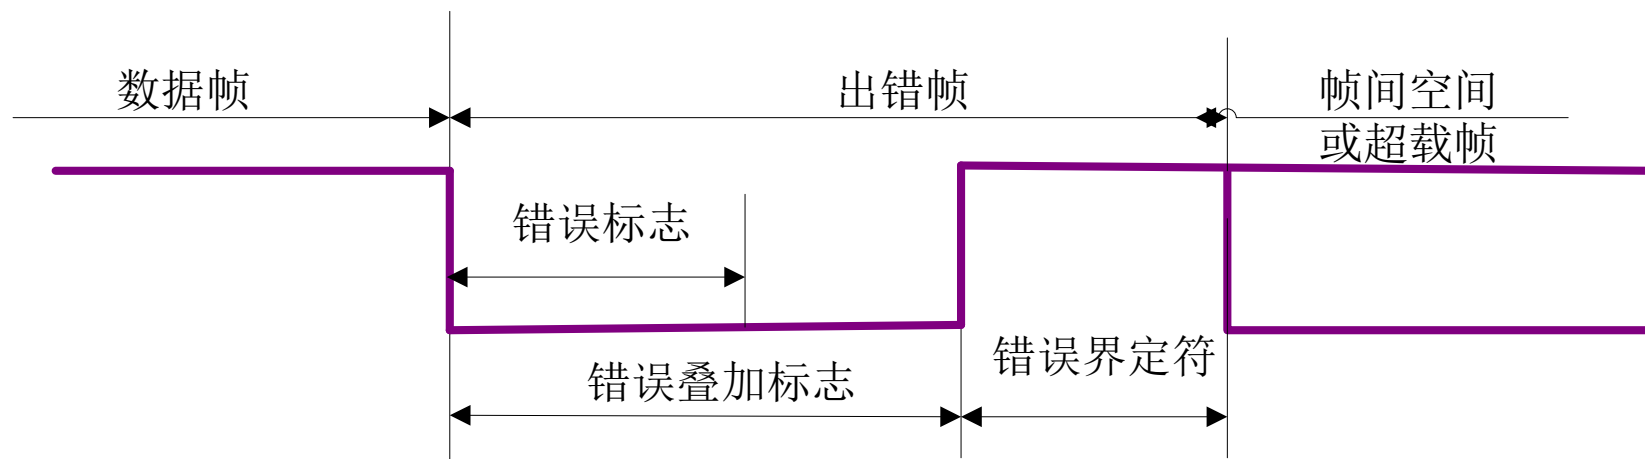 数据帧
出错帧
帧间空间
或超载帧
错误标志
错误叠加标志
错误界定符